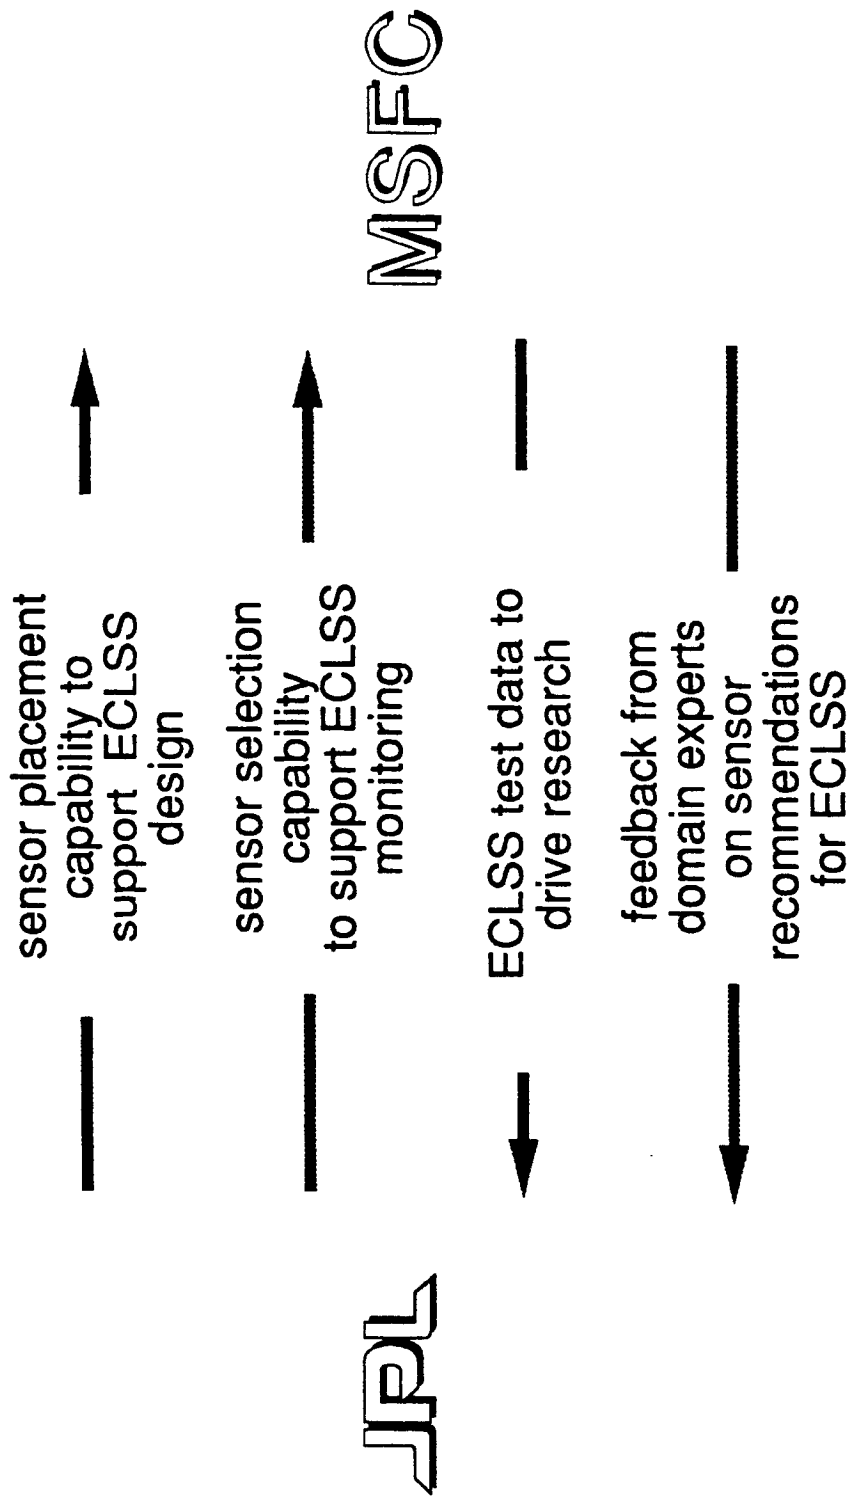 sensor placement
capability to
support ECLSS
design
sensor selection
capability
to support ECLSS
monitoring
JPL
MSFC
ECLSS test data to
drive research
feedback from
domain experts
on sensor
recommendations
for ECLSS